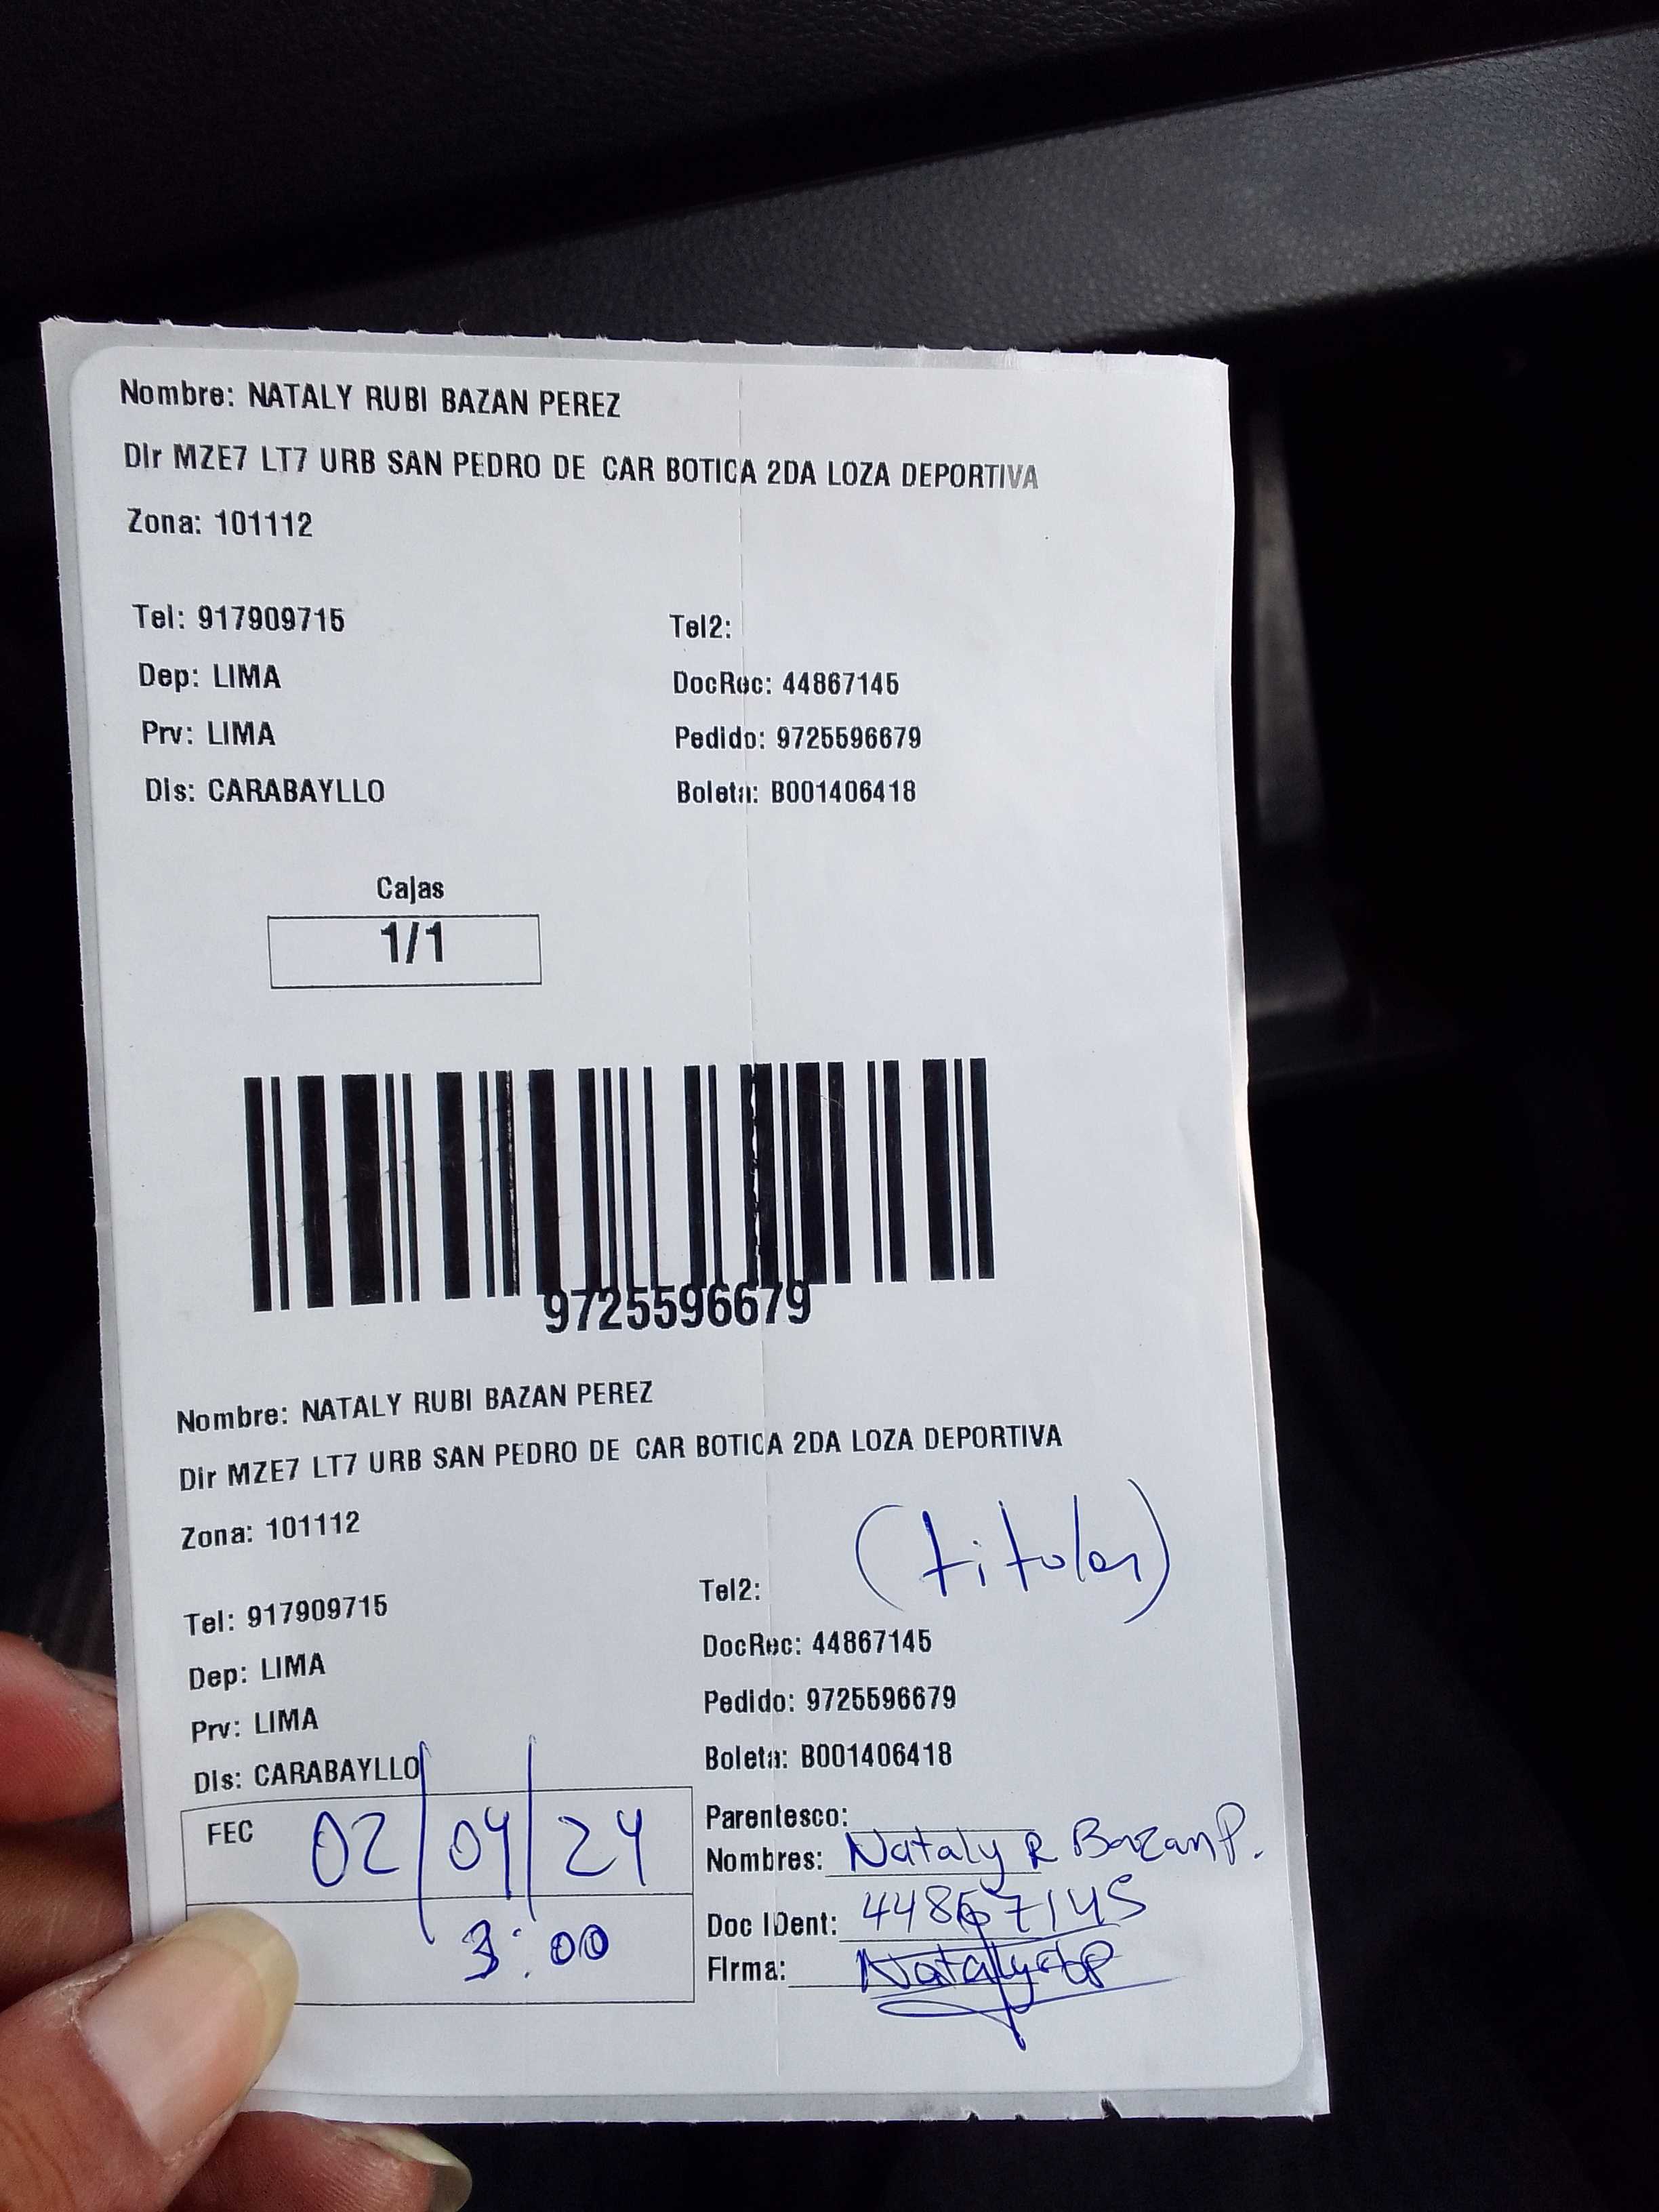 Nombre: NATALY RUBI BAZAN PEREZ
Dir MZE7 LT7 URB SAN PEDRO DE CAR BOTICA 2DA LOZA DEPORTIVA
Zona: 101112
Tel: 917909715 Tel2:
Dep: LIMA DocRec: 44867145
Prv: LIMA Pedido: 9725596679
Dis: CARABAYLLO Boleta: B001406418
Cajas
1/1
9725596679
Nombre: NATALY RUBI BAZAN PEREZ
Dir MZE7 LT7 URB SAN PEDRO DE CAR BOTICA 2DA LOZA DEPORTIVA
Zona: 101112
(titular)
Tel: 917909715 Tel2:
Dep: LIMA DocRec: 44867145
Prv: LIMA Pedido: 9725596679
Dis: CARABAYLLO Boleta: B001406418
FEC 02/04/24
3:00
Parentesco:
Nombres: Nataly R Bazan P.
Doc IDent: 44867145
Firma: